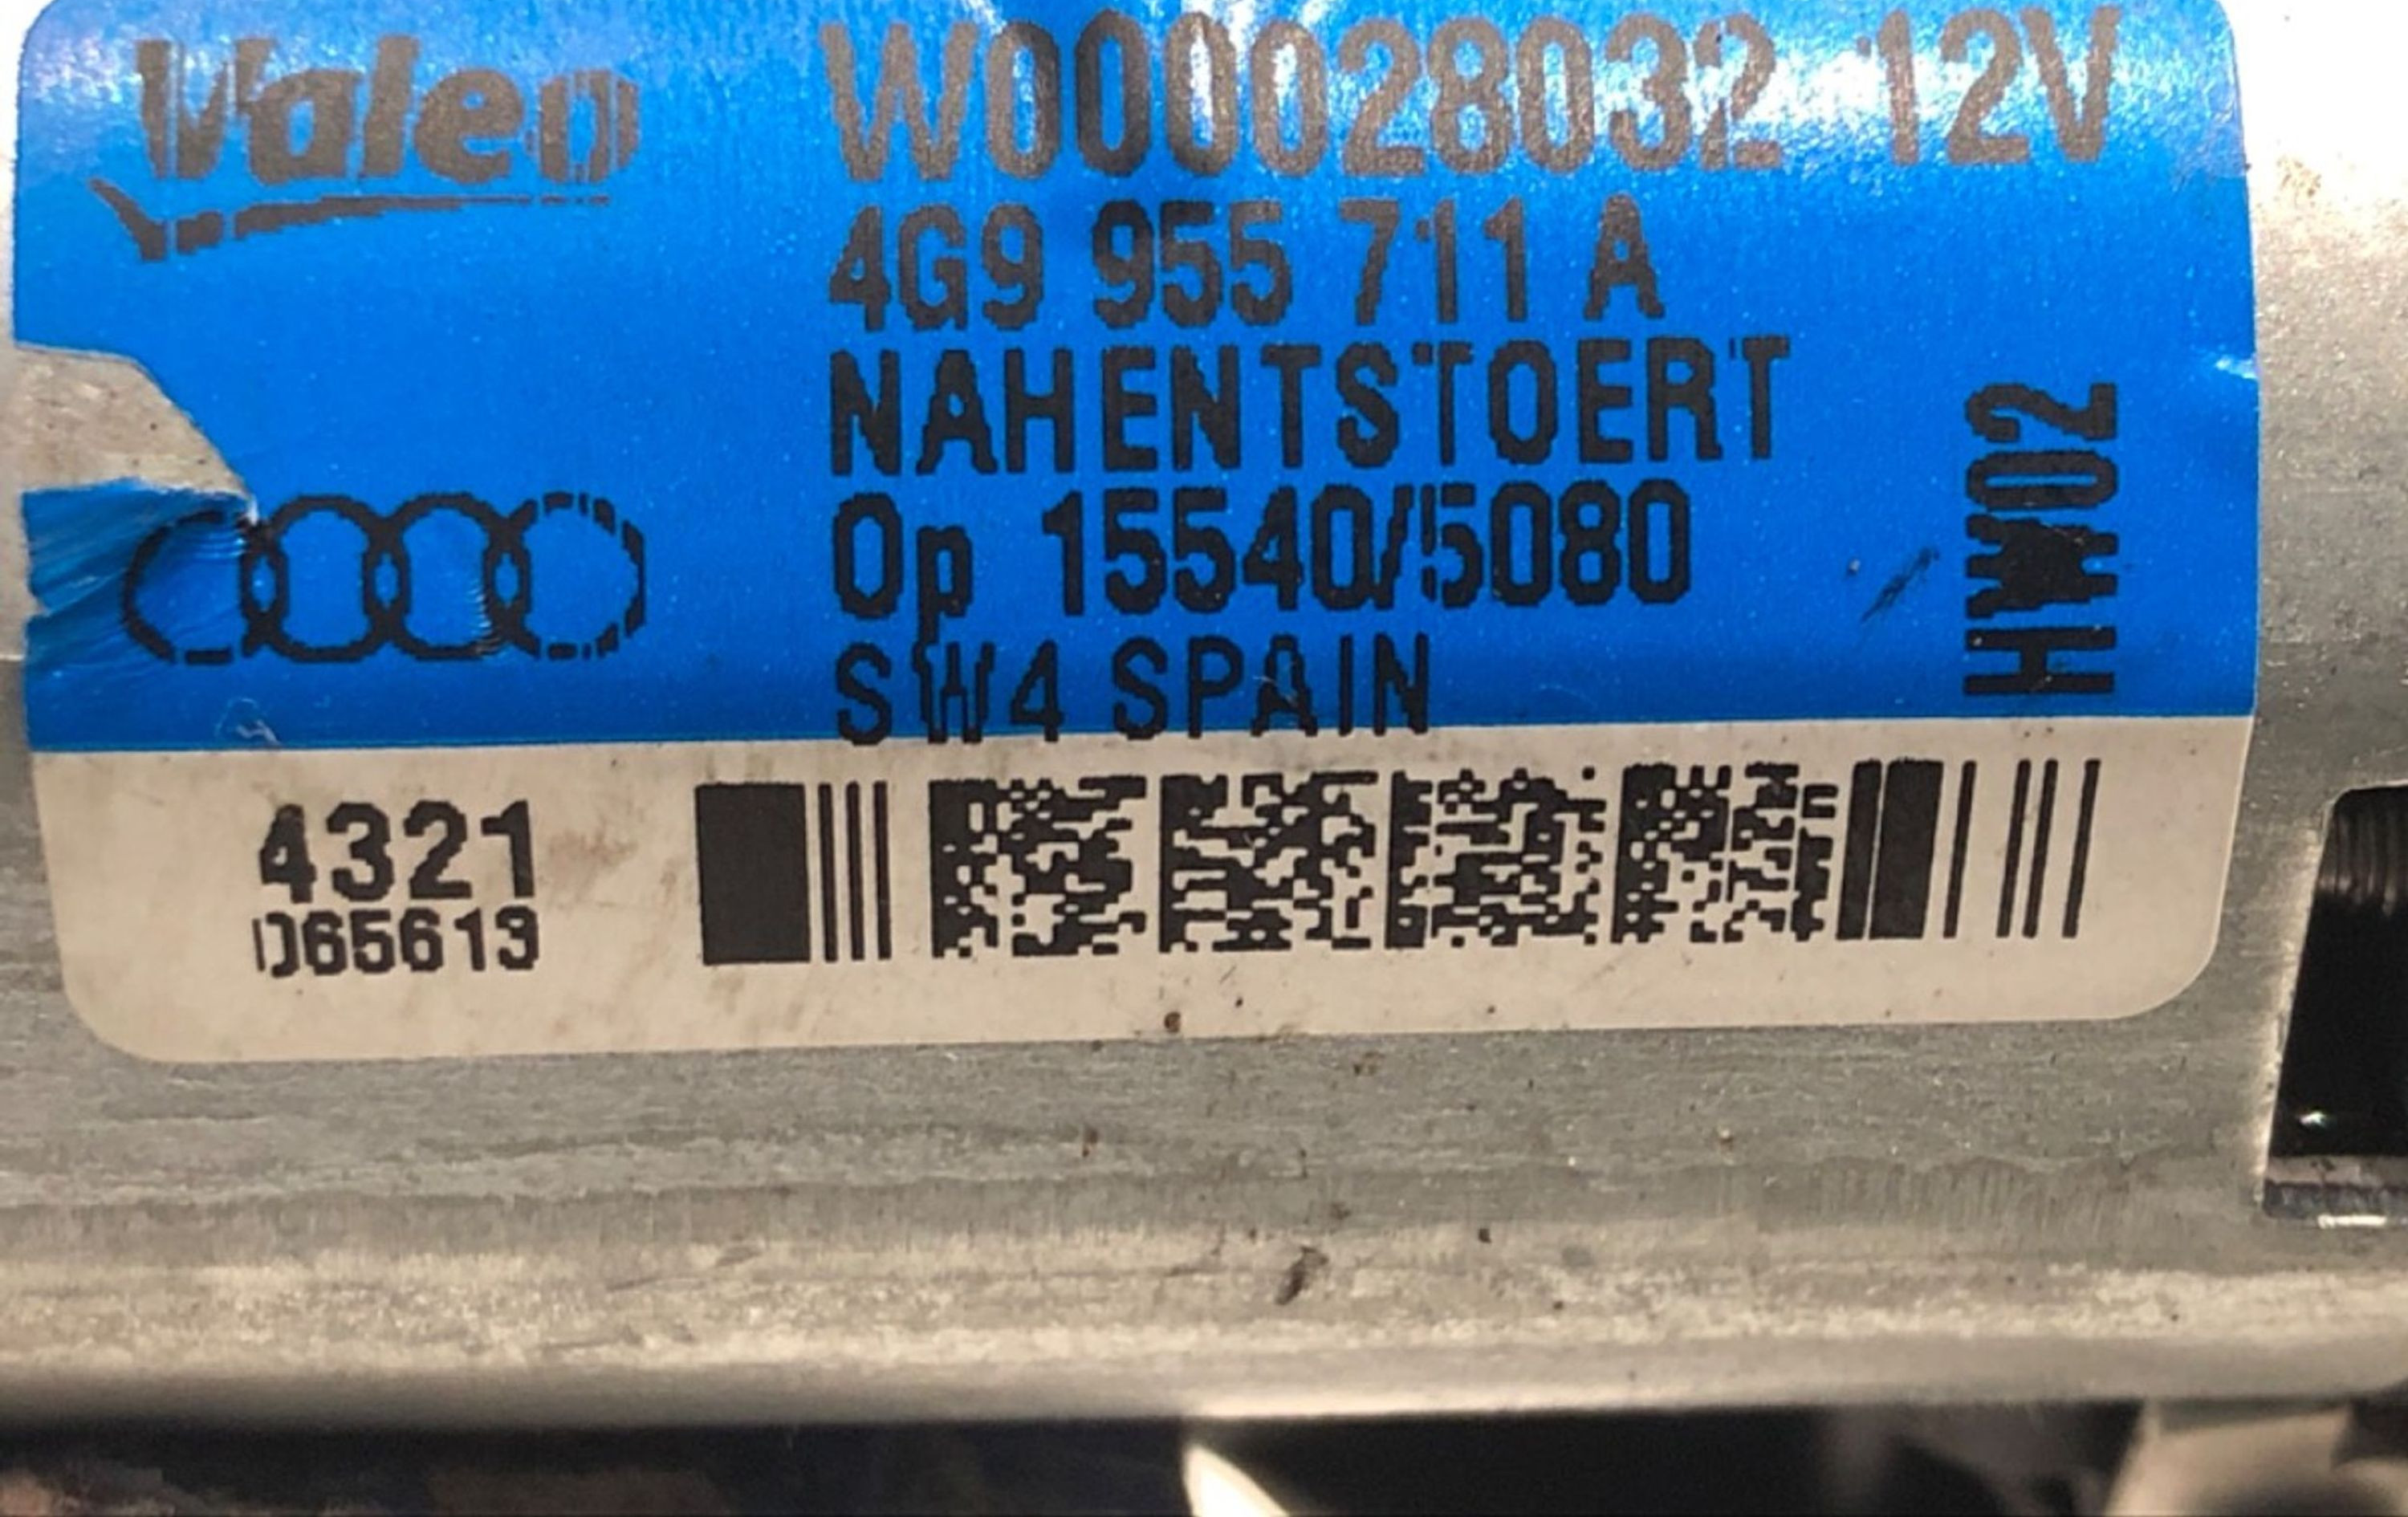 Valeo W000028032 12V
4G9 955 711 A
NAHENTSTOERT
Op 15540/5080
SW4 SPAIN
HW02
4321
065613